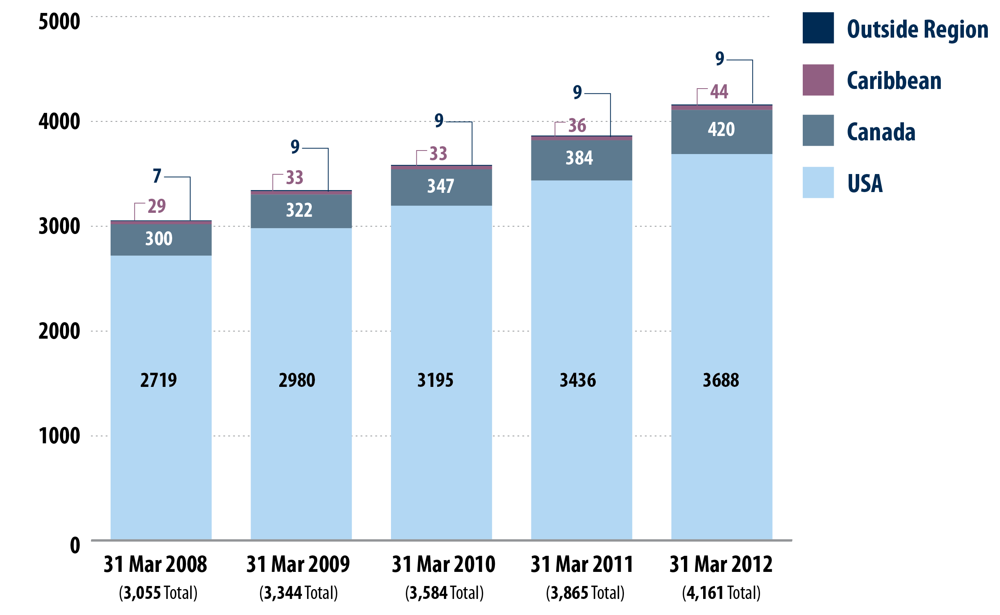 5000
4000
3000
2000
1000
0
7
29
300
2719
9
33
322
2980
9
33
347
3195
9
36
384
3436
9
44
420
3688
31 Mar 2008
(3,055 Total)
31 Mar 2009
(3,344 Total)
31 Mar 2010
(3,584 Total)
31 Mar 2011
(3,865 Total)
31 Mar 2012
(4,161 Total)
Outside Region
Caribbean
Canada
USA